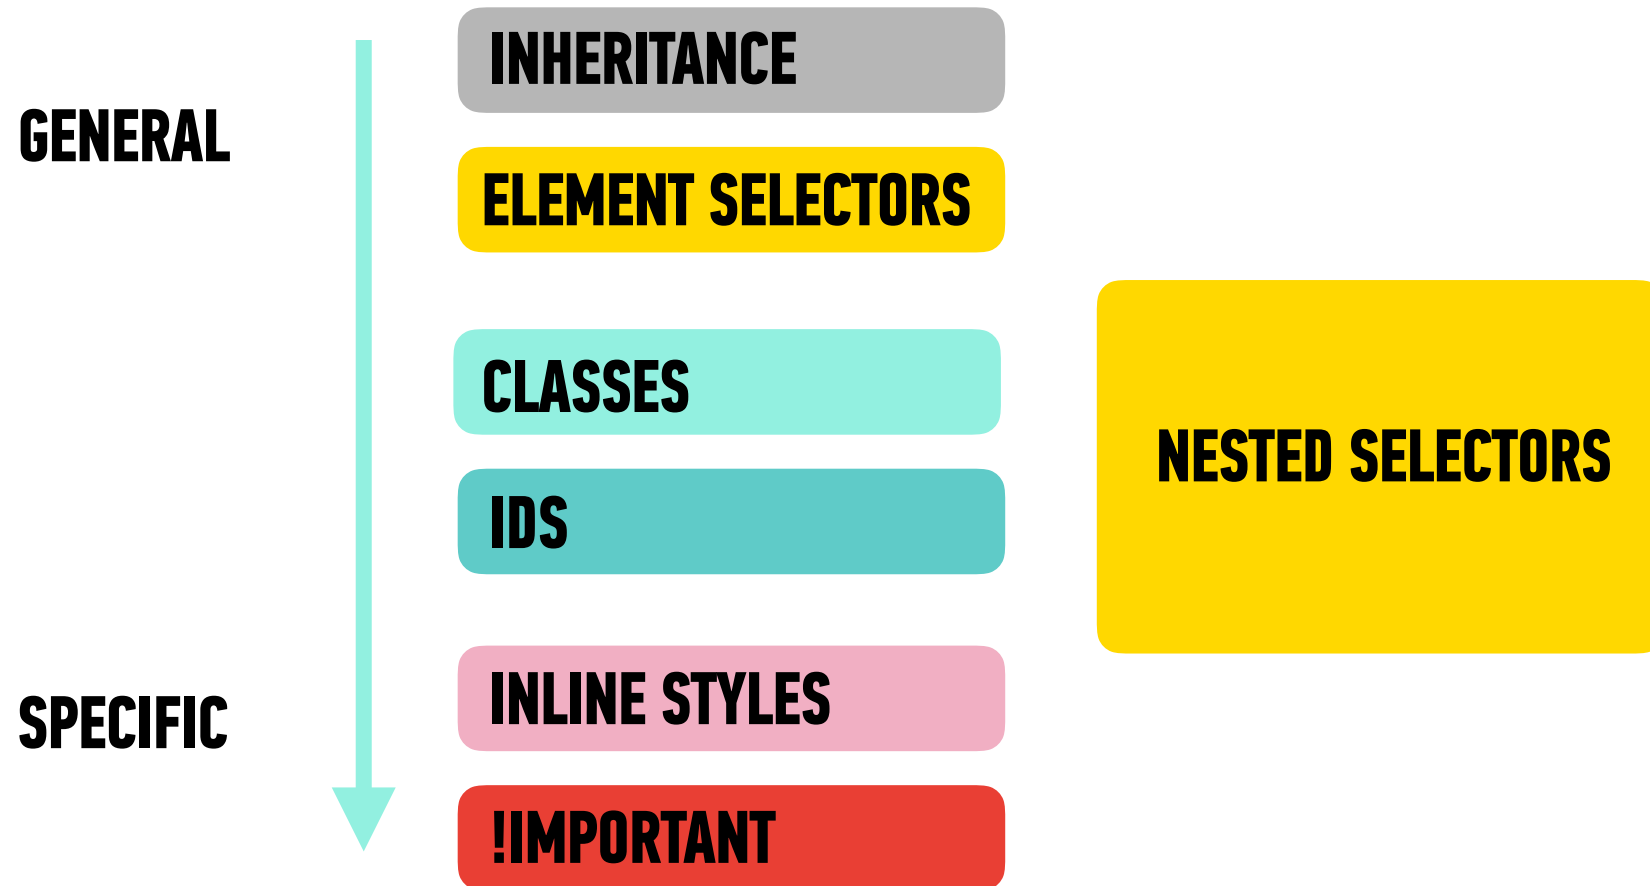 INHERITANCE
GENERAL
ELEMENT SELECTORS
CLASSES
NESTED SELECTORS
IDS
INLINE STYLES
SPECIFIC
!IMPORTANT